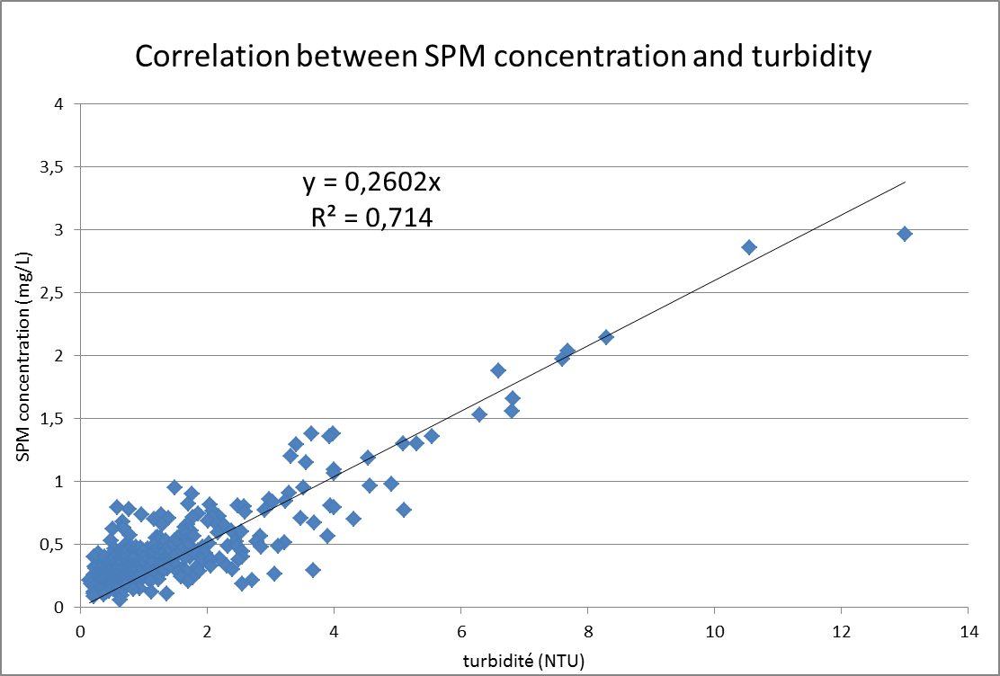 Correlation between SPM concentration and turbidity
4
3,5
3
2,5
2
1,5
1
0,5
0
SPM concentration (mg/L)
y = 0,2602x
R² = 0,714
0 2 4 6 8 10 12 14
turbidité (NTU)